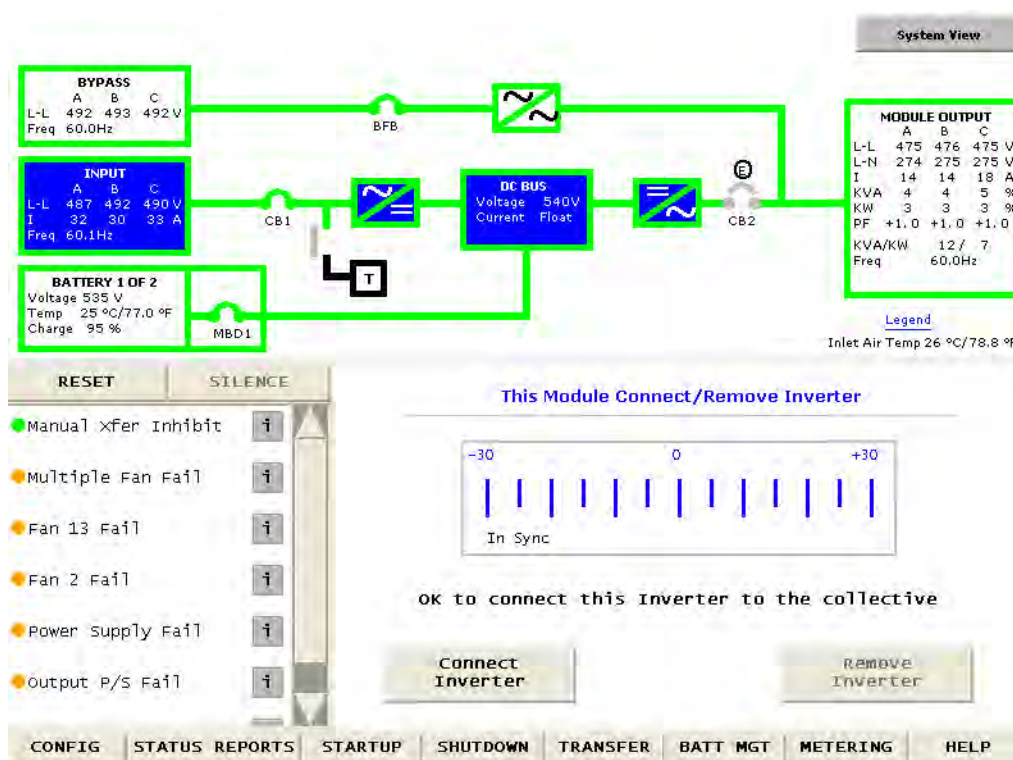 System View
BYPASS
A B C
L-L 492 493 492 V
Freq 60.0Hz
BFB
INPUT
A B C
L-L 487 492 490 V
I 32 30 33 A
Freq 60.1Hz
CB1
DC BUS
Voltage 540V
Current Float
E
CB2
MODULE OUTPUT
A B C
L-L 475 476 475 V
L-N 274 275 275 V
I 14 14 18 A
KVA 4 4 5 %
KW 3 3 3 %
PF +1.0 +1.0 +1.0
KVA/KW 12 / 7
Freq 60.0Hz
T
BATTERY 1 OF 2
Voltage 535 V
Temp 25 ºC/77.0 ºF
Charge 95 %
MBD1
Legend
Inlet Air Temp 26 ºC/78.8 ºF
RESET SILENCE
Manual Xfer Inhibit i
Multiple Fan Fail i
Fan 13 Fail i
Fan 2 Fail i
Power Supply Fail i
Output P/S Fail i
This Module Connect/Remove Inverter
-30 0 +30
In Sync
OK to connect this Inverter to the collective
Connect
Inverter
Remove
Inverter
CONFIG STATUS REPORTS STARTUP SHUTDOWN TRANSFER BATT MGT METERING HELP